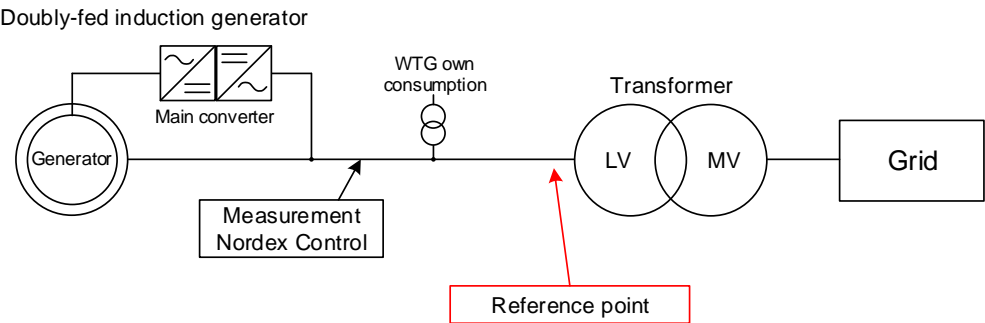 Doubly-fed induction generator
WTG own
consumption
Transformer
Main converter
Generator
LV
MV
Grid
Measurement
Nordex Control
Reference point